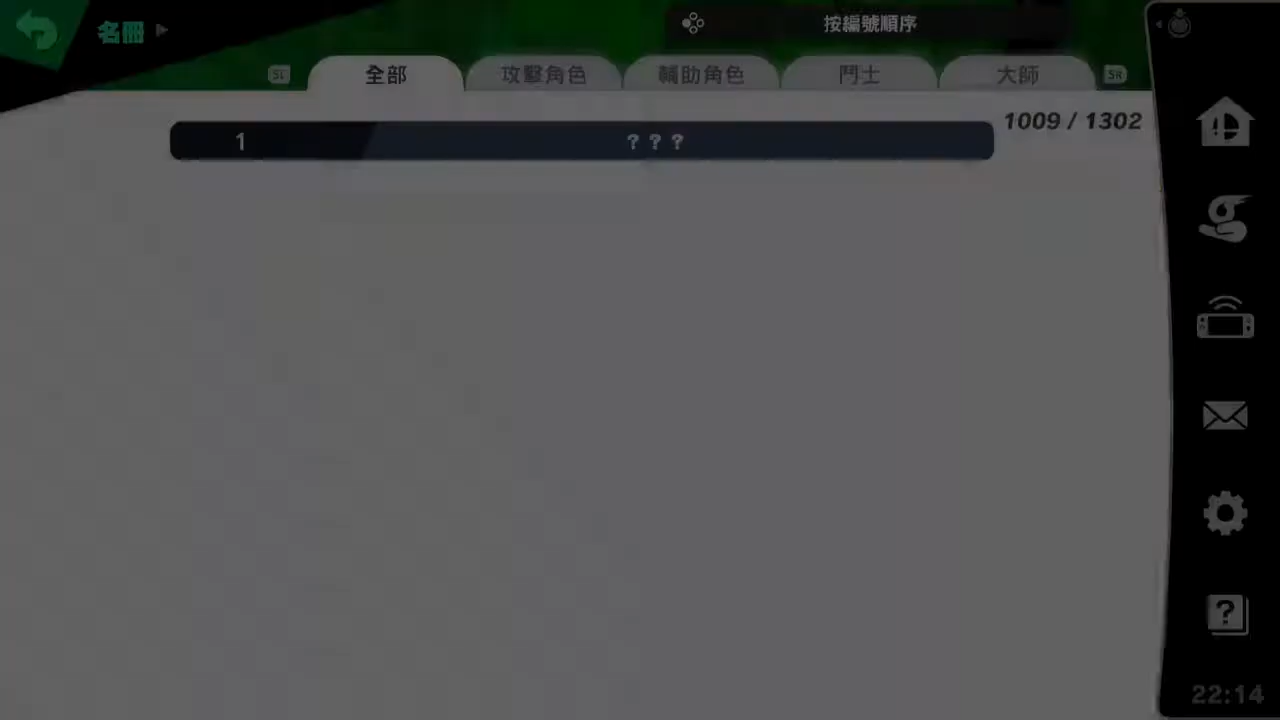 名冊
按編號順序
SL 全部 攻擊角色 輔助角色 鬥士 大師 SR
1009 / 1302
1 ? ? ?
22:14